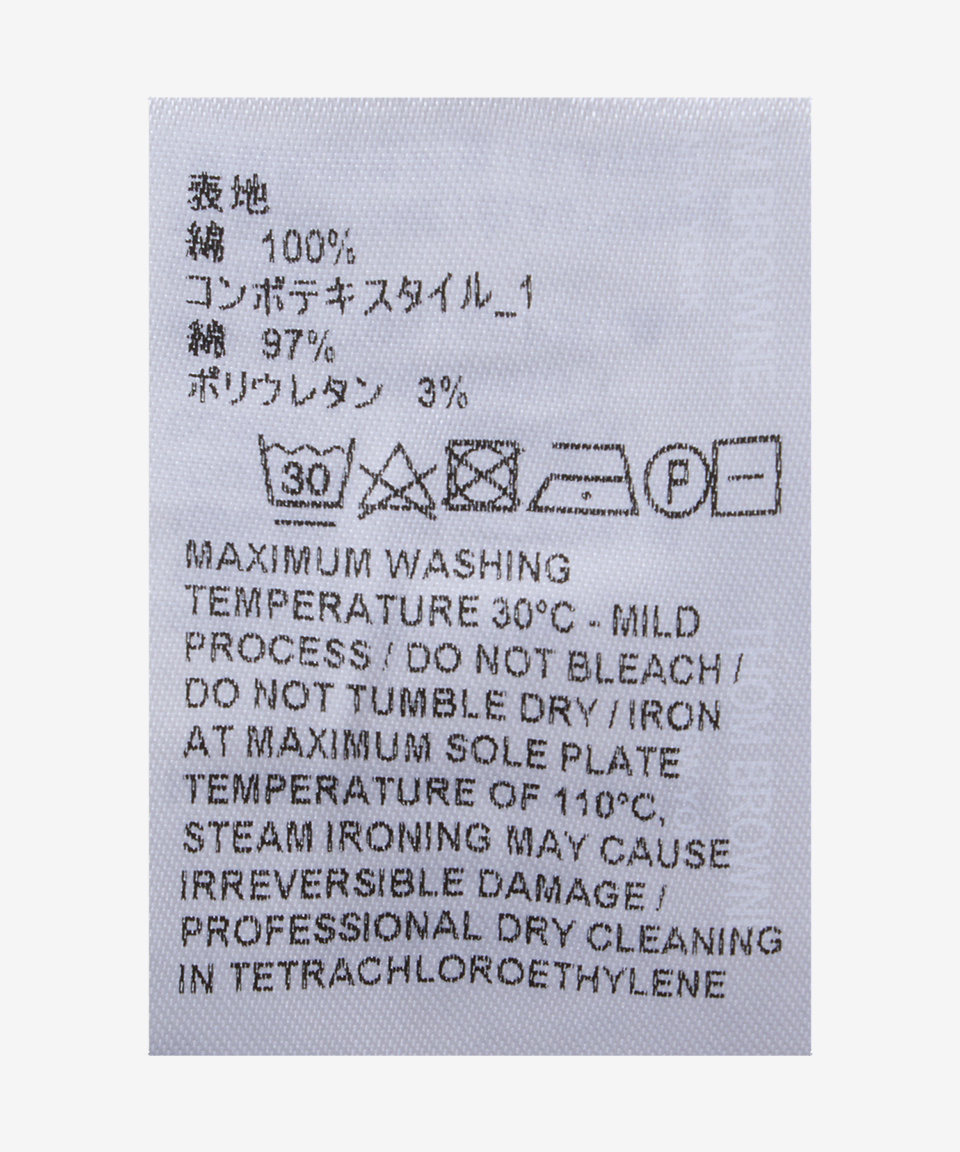 表地
綿 100%
コンポテキスタイル_1
綿 97%
ポリウレタン 3%
30 P
MAXIMUM WASHING
TEMPERATURE 30°C - MILD
PROCESS / DO NOT BLEACH /
DO NOT TUMBLE DRY / IRON
AT MAXIMUM SOLE PLATE
TEMPERATURE OF 110°C,
STEAM IRONING MAY CAUSE
IRREVERSIBLE DAMAGE /
PROFESSIONAL DRY CLEANING
IN TETRACHLOROETHYLENE